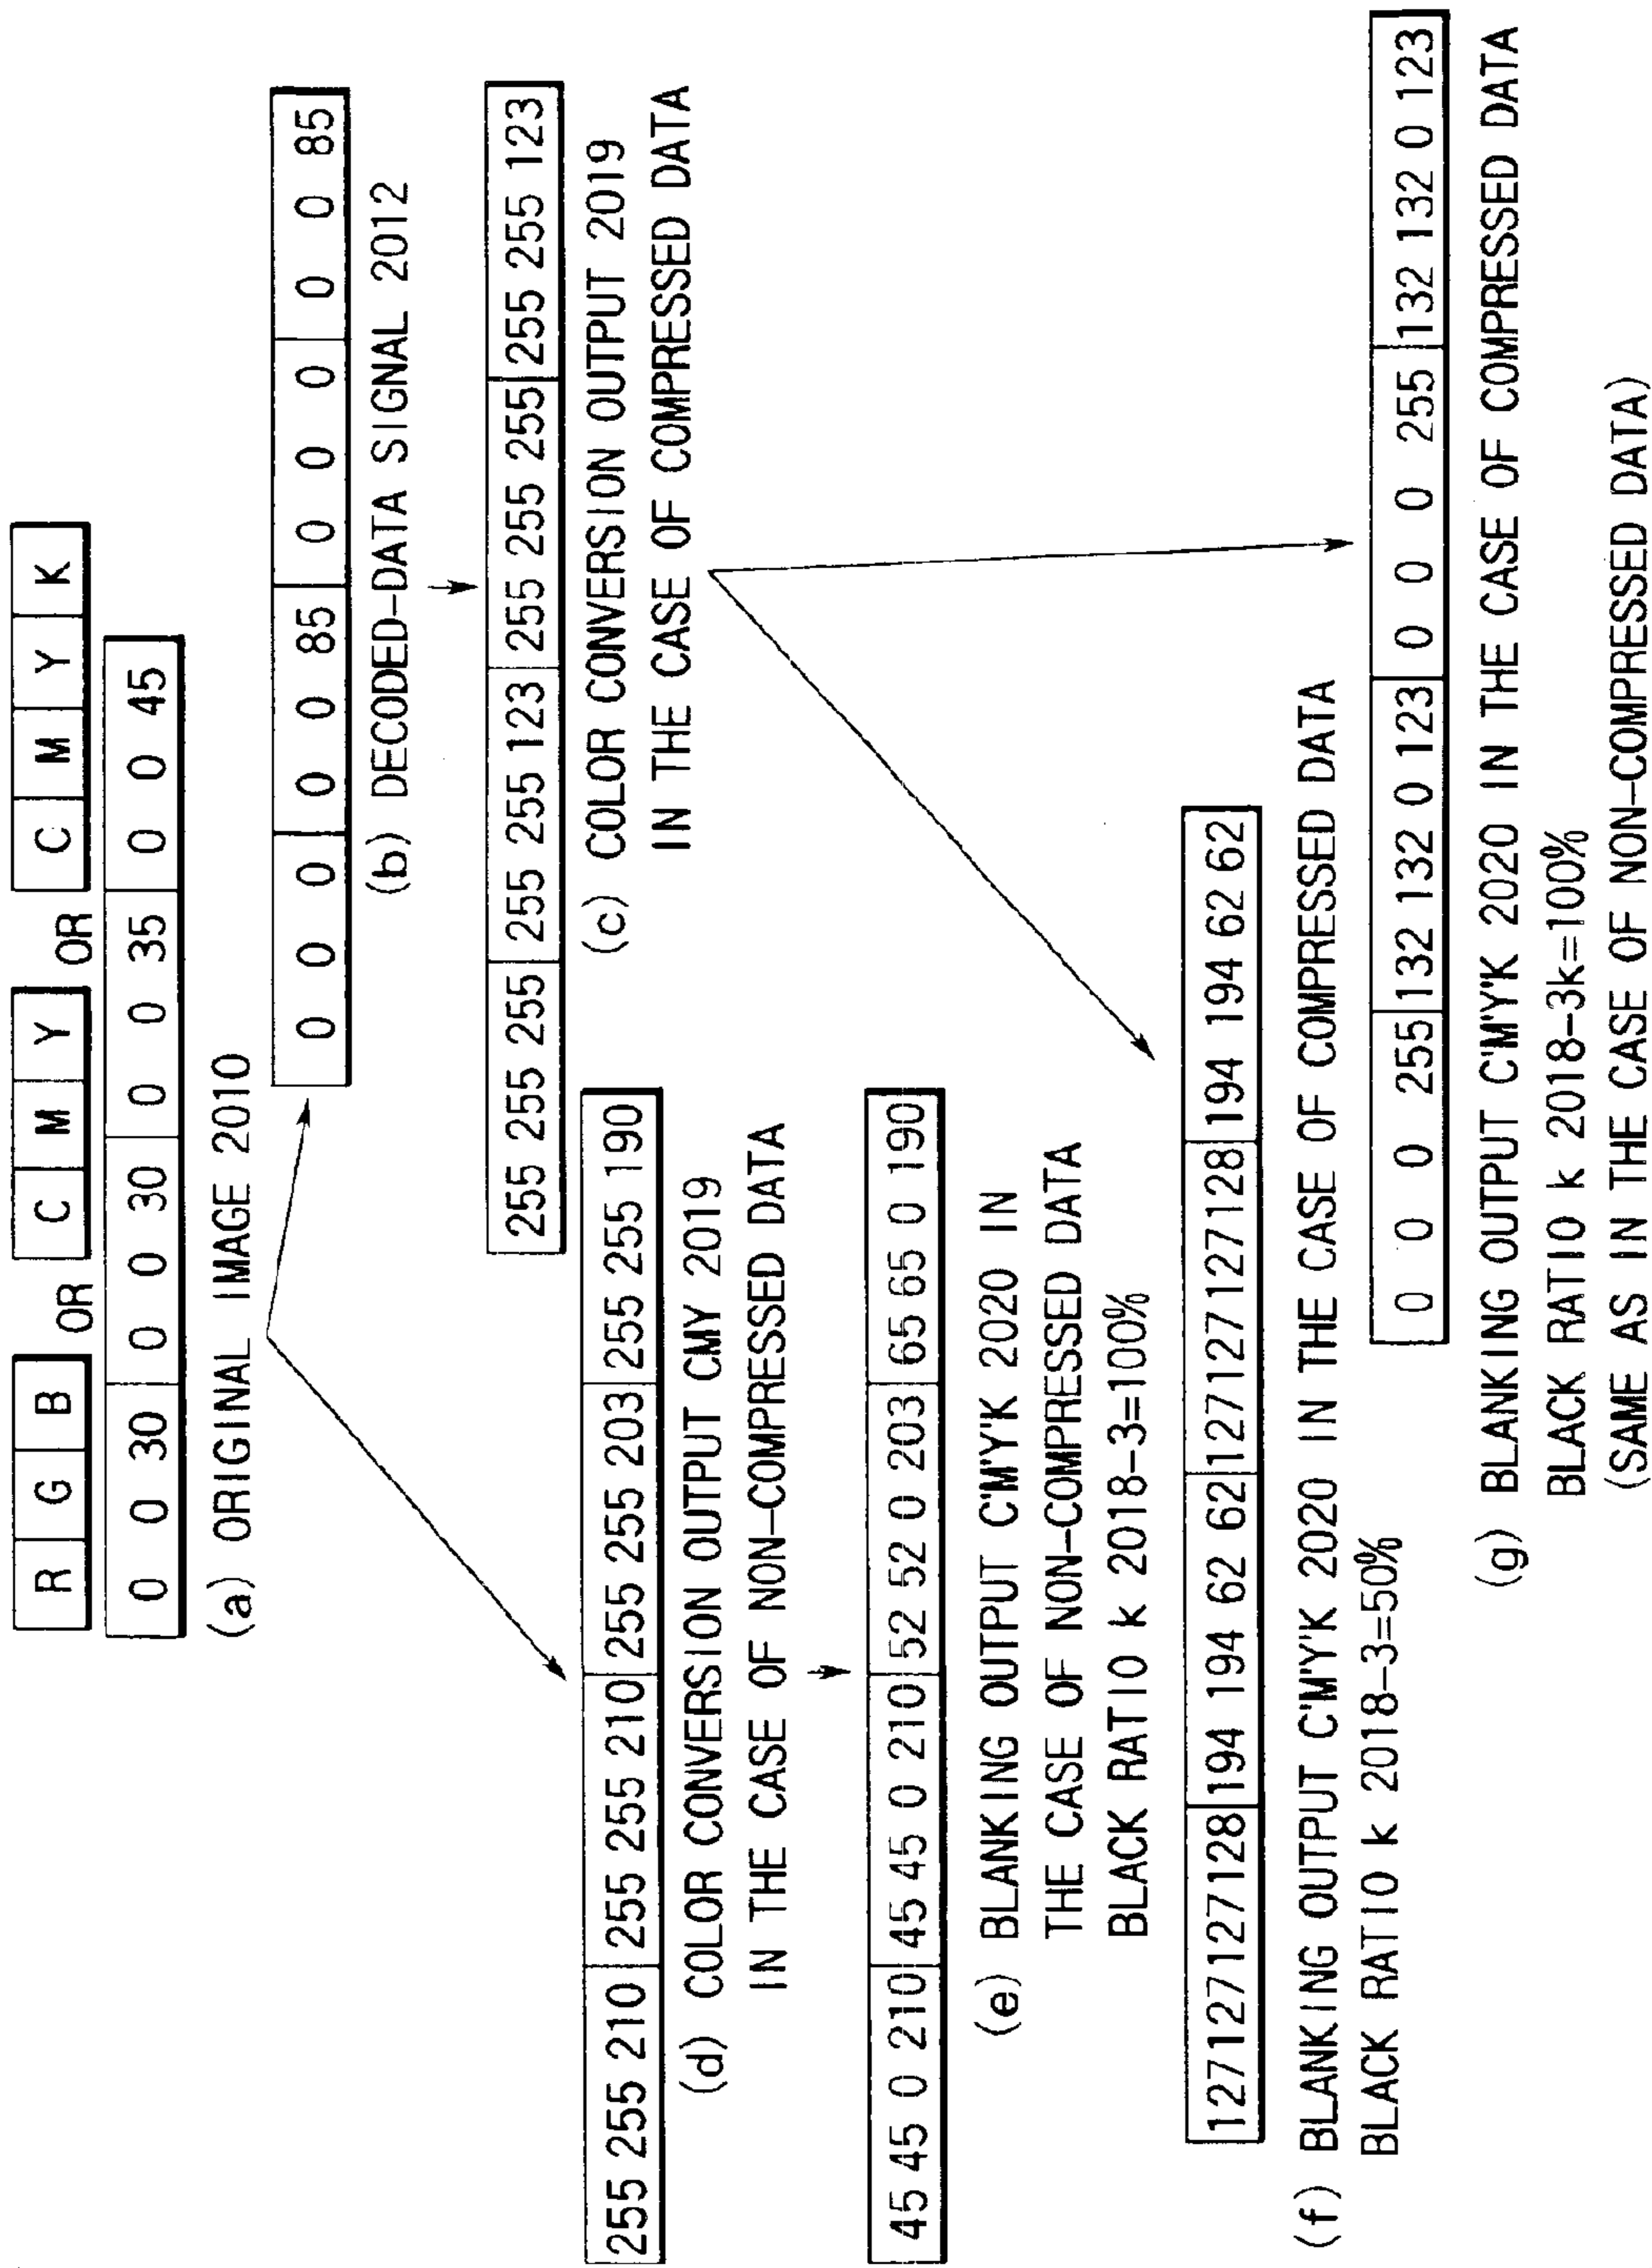 R G B OR C M Y OR C M Y K
0 0 30 0 0 30 0 0 35 0 0 45
(a) ORIGINAL IMAGE 2010
0 0 0 0 0 85 0 0 0 0 0 85
(b) DECODED-DATA SIGNAL 2012
255 255 255 255 255 123 255 255 255 255 255 123
(c) COLOR CONVERSION OUTPUT 2019
IN THE CASE OF COMPRESSED DATA
255 255 210 255 255 210 255 255 203 255 255 190
(d) COLOR CONVERSION OUTPUT CMY 2019
IN THE CASE OF NON-COMPRESSED DATA
45 45 0 210 45 45 0 210 52 52 0 203 65 65 0 190
(e) BLANKING OUTPUT C'M'Y'K 2020 IN
THE CASE OF NON-COMPRESSED DATA
BLACK RATIO k 2018-3=100%
127 127 127 128 194 194 62 62 127 127 127 128 194 194 62 62
(f) BLANKING OUTPUT C'M'Y'K 2020 IN THE CASE OF COMPRESSED DATA
BLACK RATIO k 2018-3=50%
0 0 0 255 132 132 0 123 0 0 0 255 132 132 0 123
(g) BLANKING OUTPUT C'M'Y'K 2020 IN THE CASE OF COMPRESSED DATA
BLACK RATIO k 2018-3k=100%
(SAME AS IN THE CASE OF NON-COMPRESSED DATA)